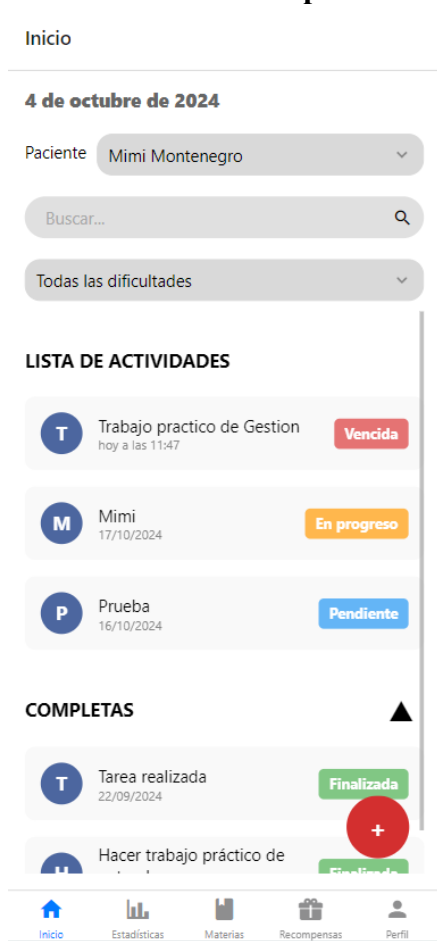 Inicio
4 de octubre de 2024
Paciente Mimi Montenegro
Buscar...
Todas las dificultades
LISTA DE ACTIVIDADES
T Trabajo practico de Gestion Vencida
hoy a las 11:47
M Mimi En progreso
17/10/2024
P Prueba Pendiente
16/10/2024
COMPLETAS
T Tarea realizada Finalizada
22/09/2024
+
Hacer trabajo práctico de
Inicio Estadísticas Materias Recompensas Perfil